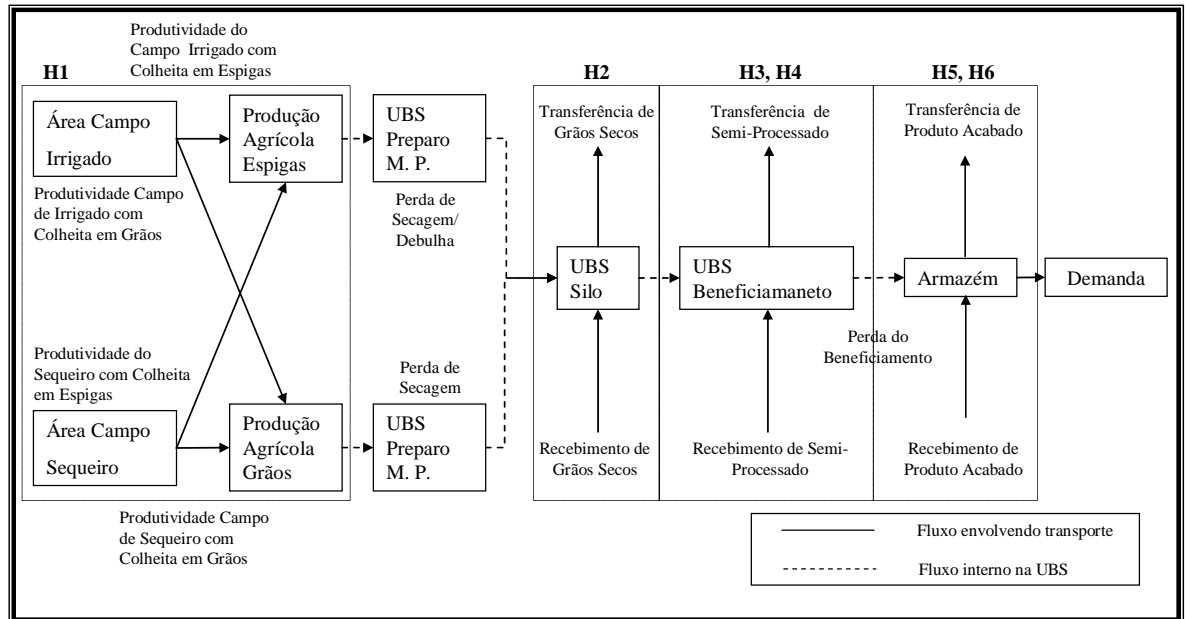 Produtividade do
Campo Irrigado com
Colheita em Espigas
H1
H2
H3, H4
H5, H6
Área Campo
Irrigado
Produção
Agrícola
Espigas
UBS
Preparo
M. P.
Transferência de
Grãos Secos
Transferência de
Semi-Processado
Transferência de
Produto Acabado
Produtividade Campo
de Irrigado com
Colheita em Grãos
Perda de
Secagem/
Debulha
UBS
Silo
UBS
Beneficiamaneto
Armazém
Demanda
Perda do
Beneficiamento
Produtividade do
Sequeiro com Colheita
em Espigas
Perda de
Secagem
Área Campo
Sequeiro
Produção
Agrícola
Grãos
UBS
Preparo
M. P.
Recebimento de
Grãos Secos
Recebimento de Semi-
Processado
Recebimento de
Produto Acabado
Produtividade Campo
de Sequeiro com
Colheita em Grãos
Fluxo envolvendo transporte
Fluxo interno na UBS